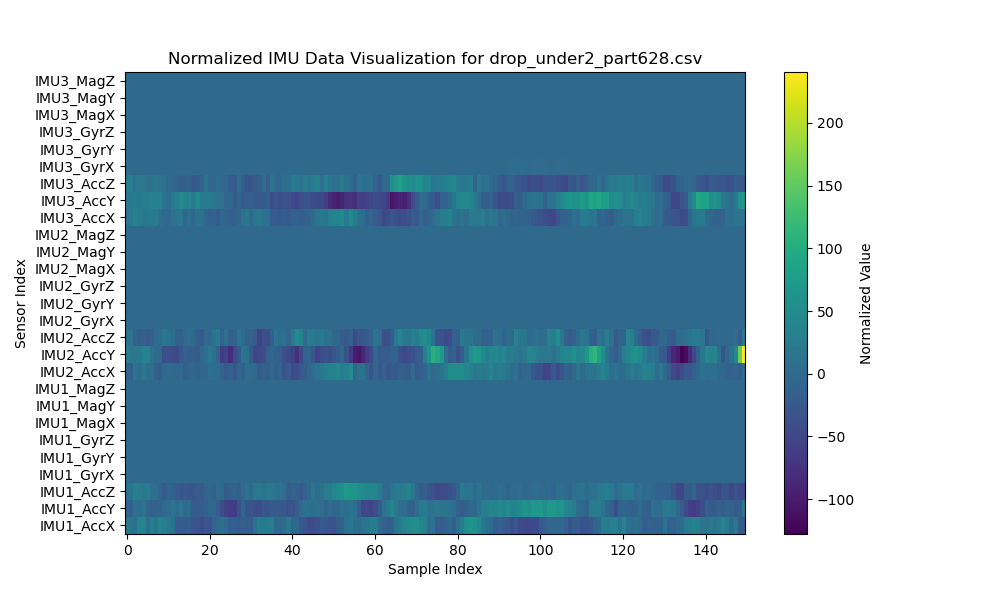 Normalized IMU Data Visualization for drop_under2_part628.csv
IMU3_MagZ
IMU3_MagY
IMU3_MagX
IMU3_GyrZ
IMU3_GyrY
IMU3_GyrX
IMU3_AccZ
IMU3_AccY
IMU3_AccX
IMU2_MagZ
IMU2_MagY
IMU2_MagX
IMU2_GyrZ
IMU2_GyrY
IMU2_GyrX
IMU2_AccZ
IMU2_AccY
IMU2_AccX
IMU1_MagZ
IMU1_MagY
IMU1_MagX
IMU1_GyrZ
IMU1_GyrY
IMU1_GyrX
IMU1_AccZ
IMU1_AccY
IMU1_AccX
Sensor Index
0 20 40 60 80 100 120 140
Sample Index
200
150
100
50
0
−50
−100
Normalized Value